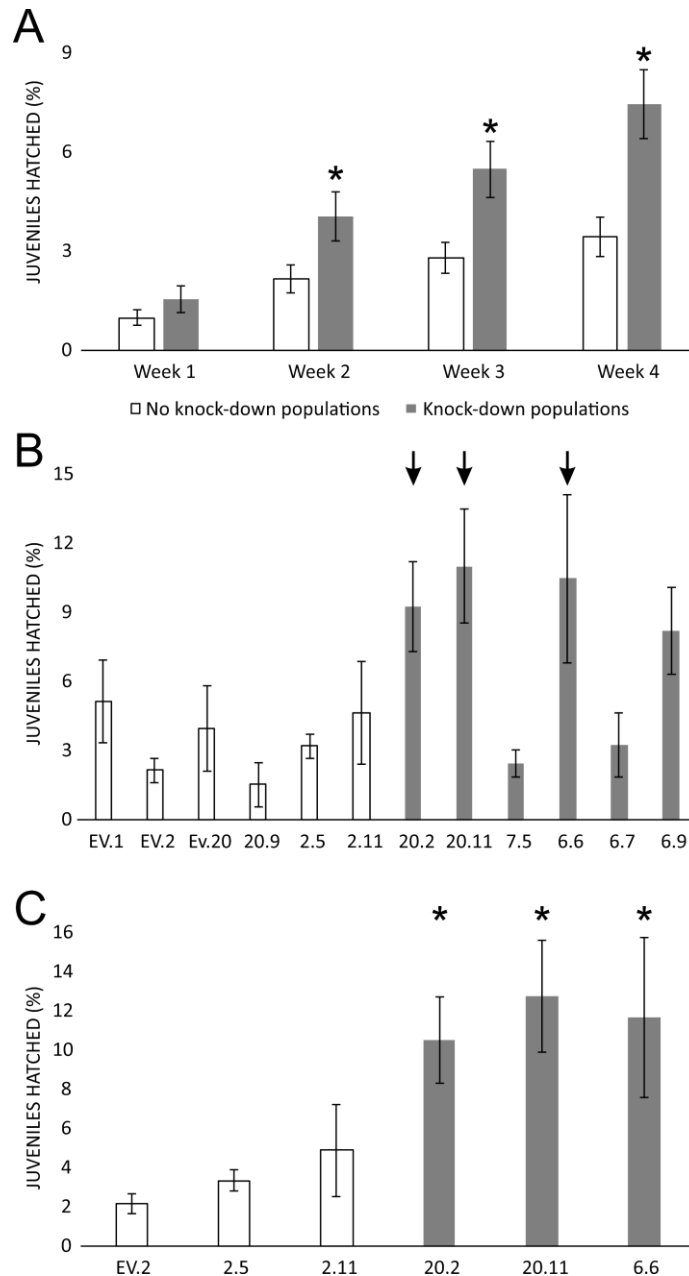 A
JUVENILES HATCHED (%)
9
6
3
0
* * *
Week 1 Week 2 Week 3 Week 4
No knock-down populations Knock-down populations
B
JUVENILES HATCHED (%)
15
12
9
6
3
0
EV.1 EV.2 Ev.20 20.9 2.5 2.11 20.2 20.11 7.5 6.6 6.7 6.9
C
JUVENILES HATCHED (%)
16
14
12
10
8
6
4
2
0
* * *
EV.2 2.5 2.11 20.2 20.11 6.6